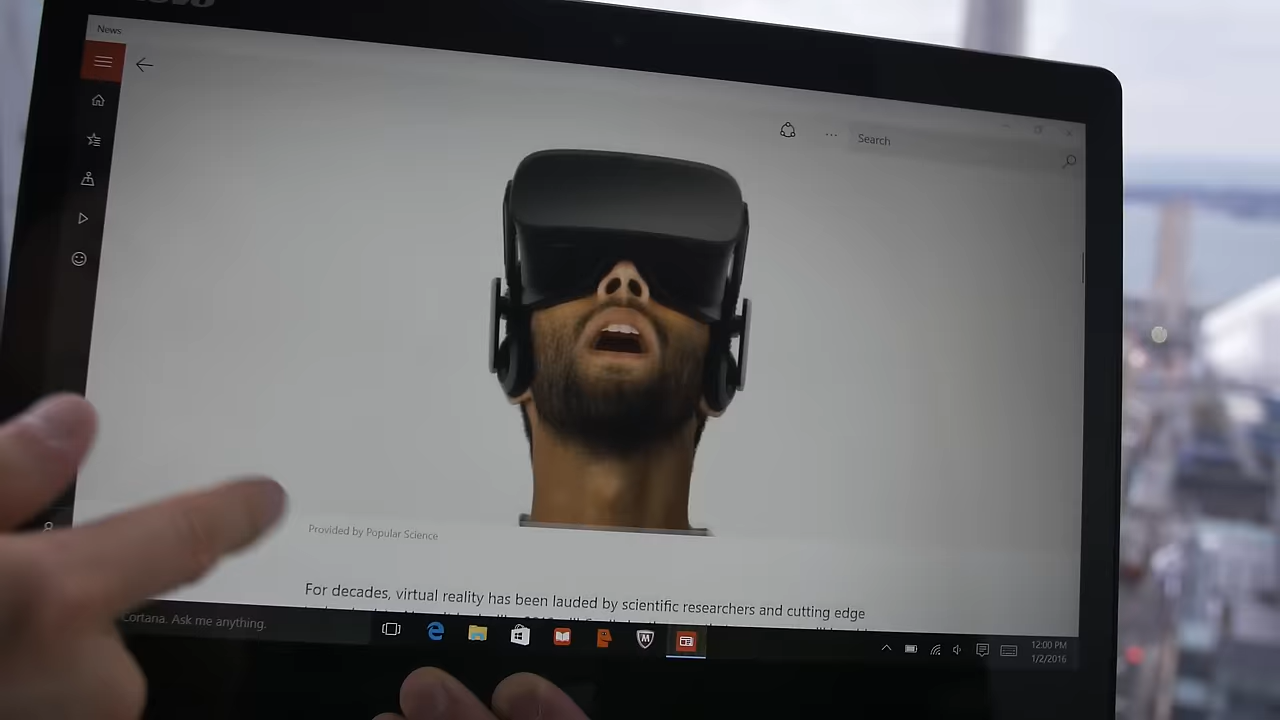 News
Search
Provided by Popular Science
For decades, virtual reality has been lauded by scientific researchers and cutting edge
Cortana. Ask me anything.
12:00 PM
1/2/2016